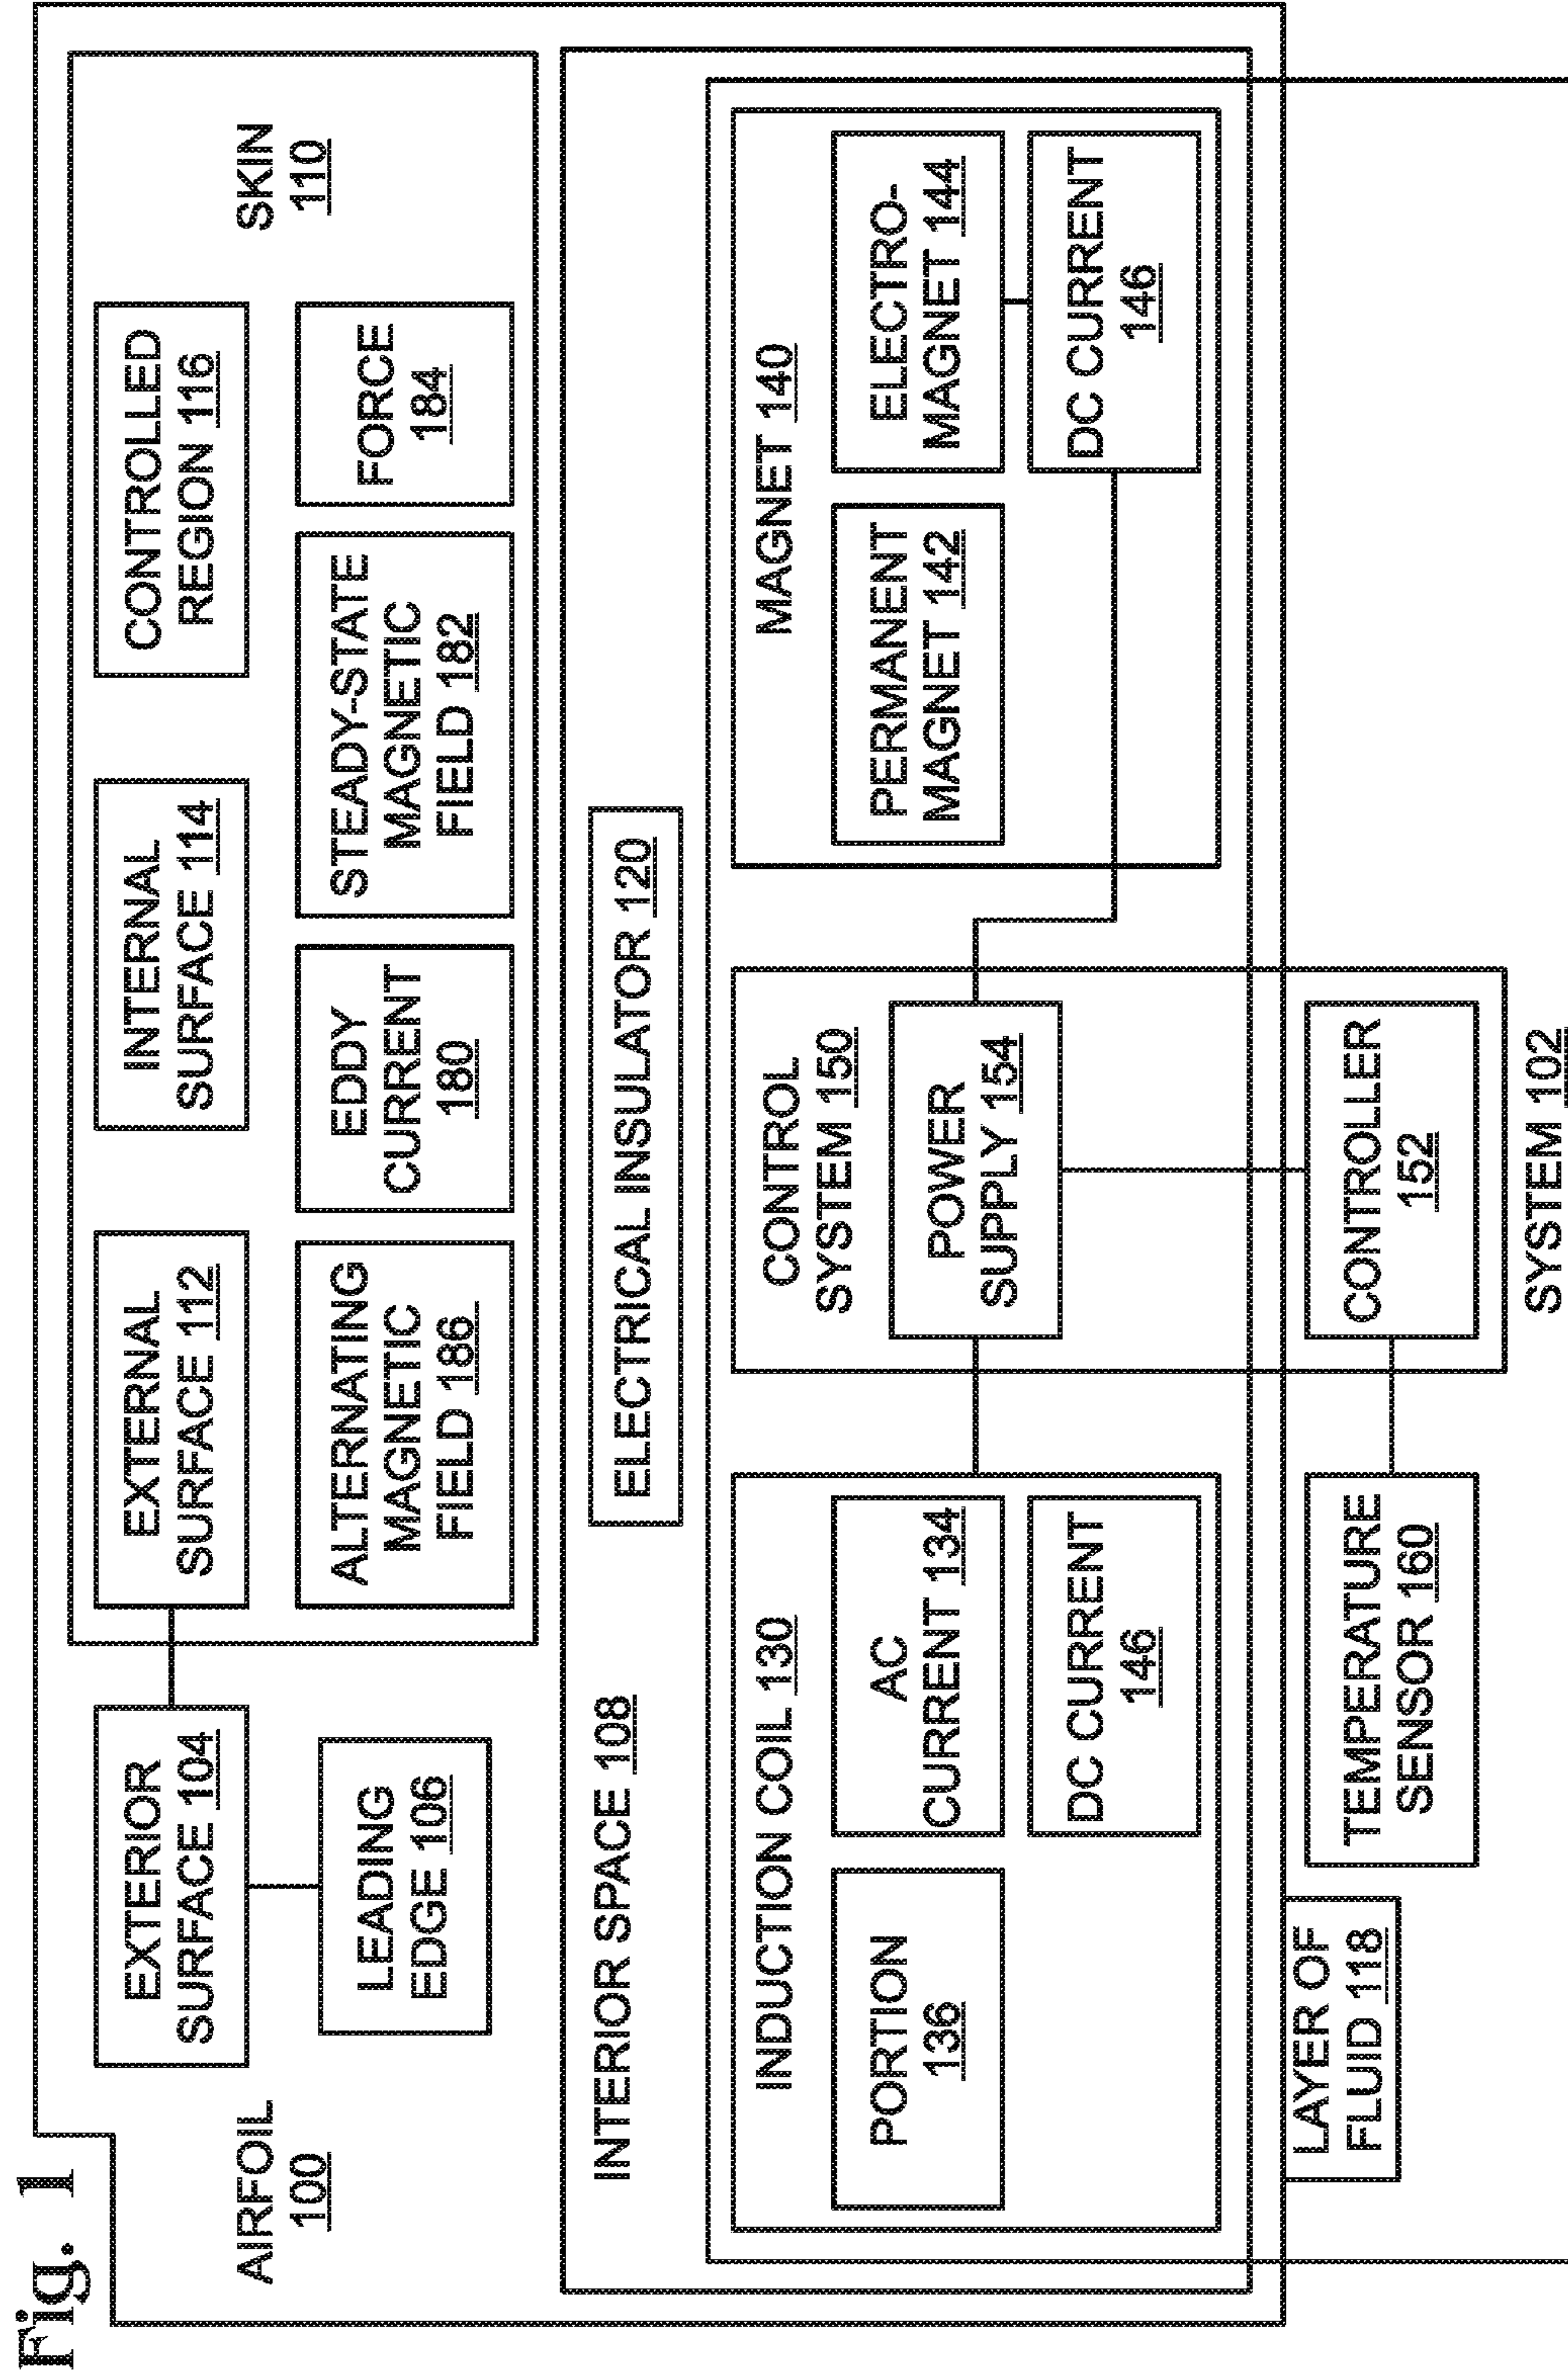 Fig. 1
AIRFOIL
100
EXTERIOR
SURFACE 104
LEADING
EDGE 106
EXTERNAL
SURFACE 112
INTERNAL
SURFACE 114
CONTROLLED
REGION 116
SKIN
110
ALTERNATING
MAGNETIC
FIELD 186
EDDY
CURRENT
180
STEADY-STATE
MAGNETIC
FIELD 182
FORCE
184
INTERIOR SPACE 108
ELECTRICAL INSULATOR 120
INDUCTION COIL 130
PORTION
136
AC
CURRENT 134
DC CURRENT
146
CONTROL
SYSTEM 150
POWER
SUPPLY 154
MAGNET 140
PERMANENT
MAGNET 142
ELECTRO-
MAGNET 144
DC CURRENT
146
LAYER OF
FLUID 118
TEMPERATURE
SENSOR 160
CONTROLLER
152
SYSTEM 102